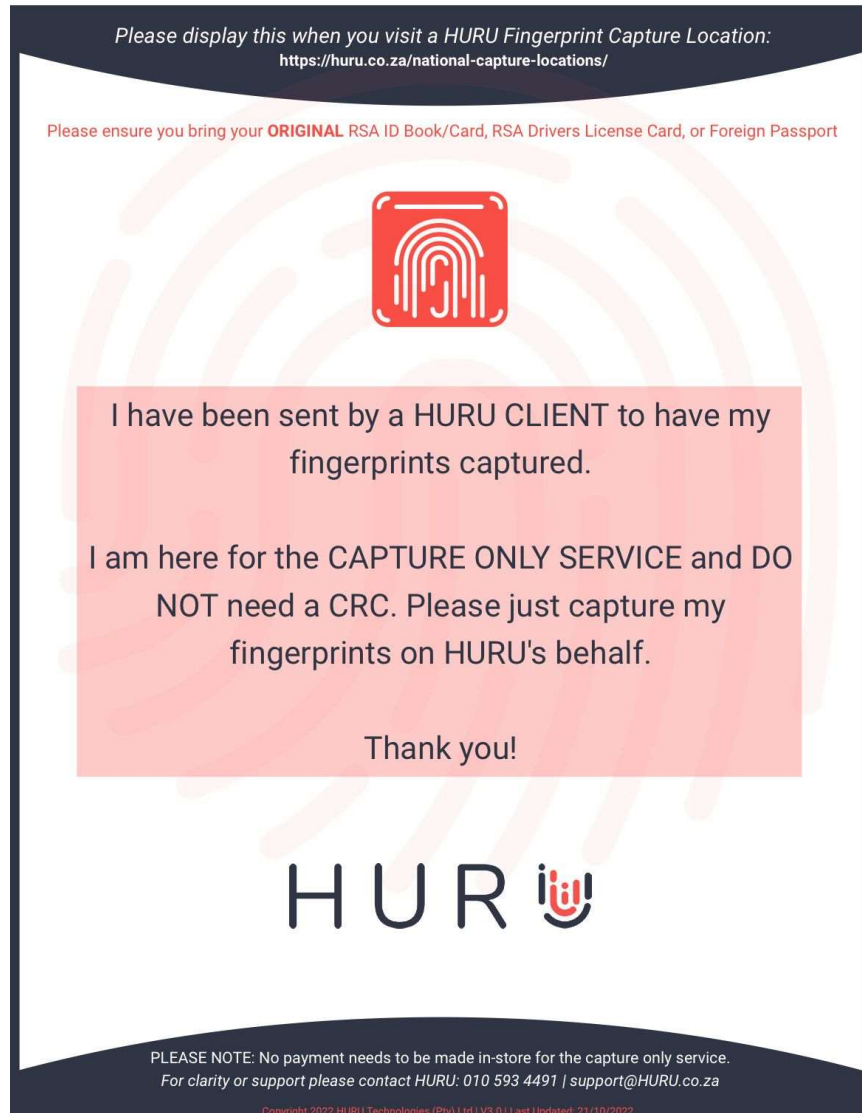 Please display this when you visit a HURU Fingerprint Capture Location:
https://huru.co.za/national-capture-locations/
Please ensure you bring your ORIGINAL RSA ID Book/Card, RSA Drivers License Card, or Foreign Passport
I have been sent by a HURU CLIENT to have my
fingerprints captured.
I am here for the CAPTURE ONLY SERVICE and DO
NOT need a CRC. Please just capture my
fingerprints on HURU's behalf.
Thank you!
HURU
PLEASE NOTE: No payment needs to be made in-store for the capture only service.
For clarity or support please contact HURU: 010 593 4491 | support@HURU.co.za
Copyright 2022 HURU Technologies (Pty) Ltd | V3.0 | Last Updated: 21/10/2022